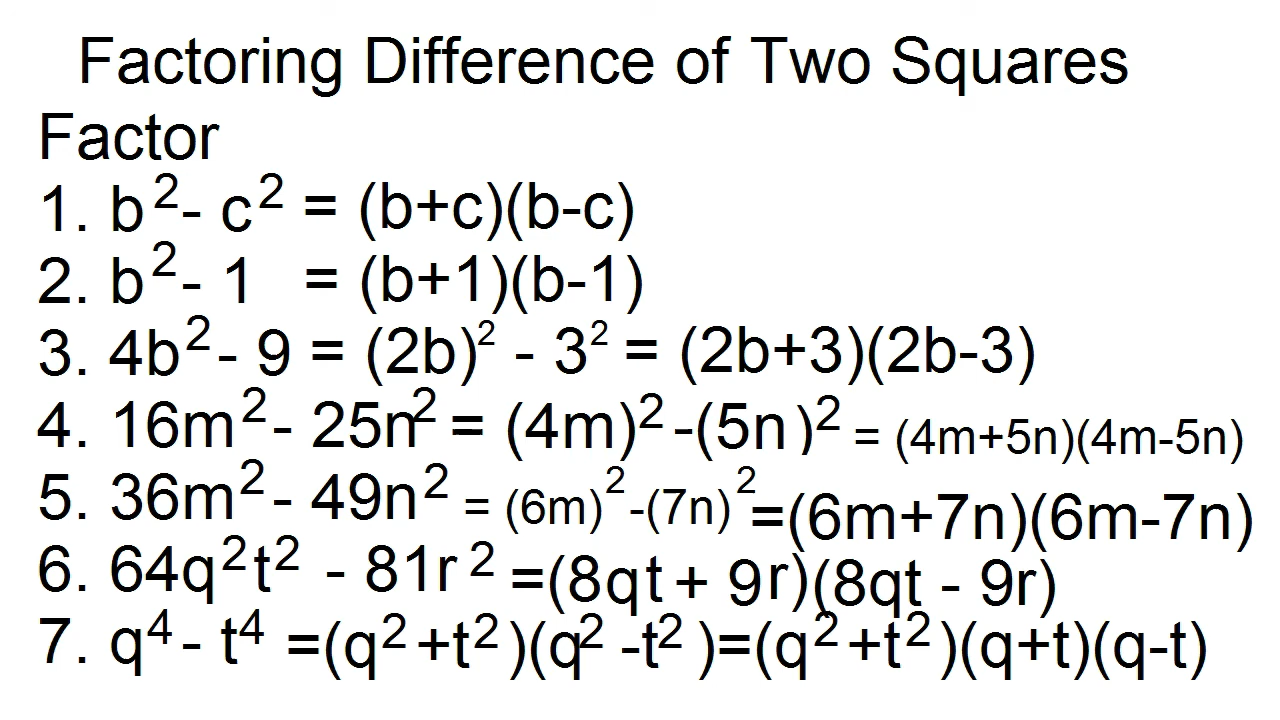 Factoring Difference of Two Squares
Factor
1. b² - c² = (b+c)(b-c)
2. b² - 1 = (b+1)(b-1)
3. 4b² - 9 = (2b)² - 3² = (2b+3)(2b-3)
4. 16m² - 25n² = (4m)² -(5n)² = (4m+5n)(4m-5n)
5. 36m² - 49n² = (6m)² -(7n)² =(6m+7n)(6m-7n)
6. 64q²t² - 81r² =(8qt + 9r)(8qt - 9r)
7. q⁴ - t⁴ =(q² +t²)(q² -t²)=(q² +t²)(q+t)(q-t)